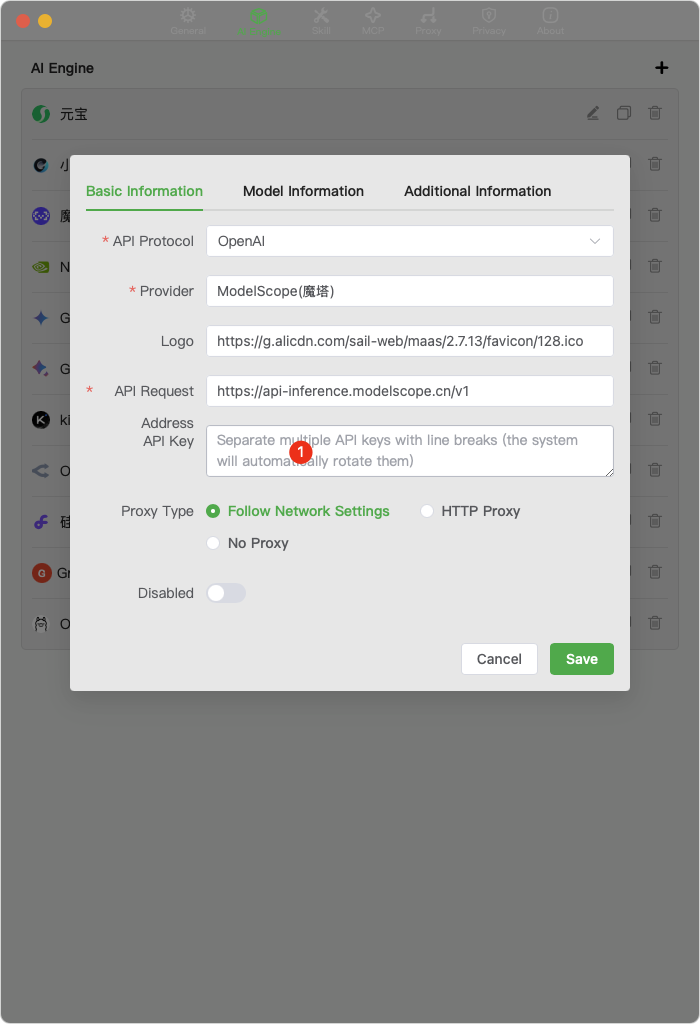 General AI Engine Skill MCP Proxy Privacy About
AI Engine
元宝
小
魔
N
G
G
ki
O
硅
Gr
O
Basic Information Model Information Additional Information
* API Protocol OpenAI
* Provider ModelScope(魔塔)
Logo https://g.alicdn.com/sail-web/maas/2.7.13/favicon/128.ico
* API Request Address https://api-inference.modelscope.cn/v1
API Key Separate multiple API keys with line breaks (the system
will automatically rotate them)
1
Proxy Type Follow Network Settings HTTP Proxy
No Proxy
Disabled
Cancel Save